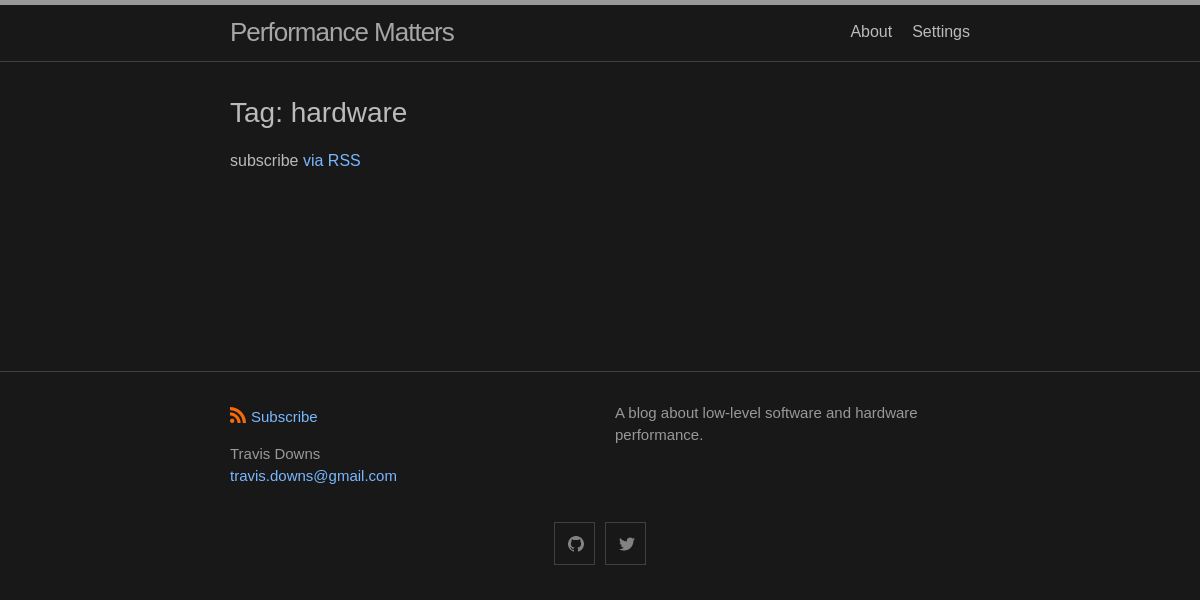 Performance Matters
About Settings
Tag: hardware
subscribe via RSS
Subscribe
Travis Downs
travis.downs@gmail.com
A blog about low-level software and hardware
performance.